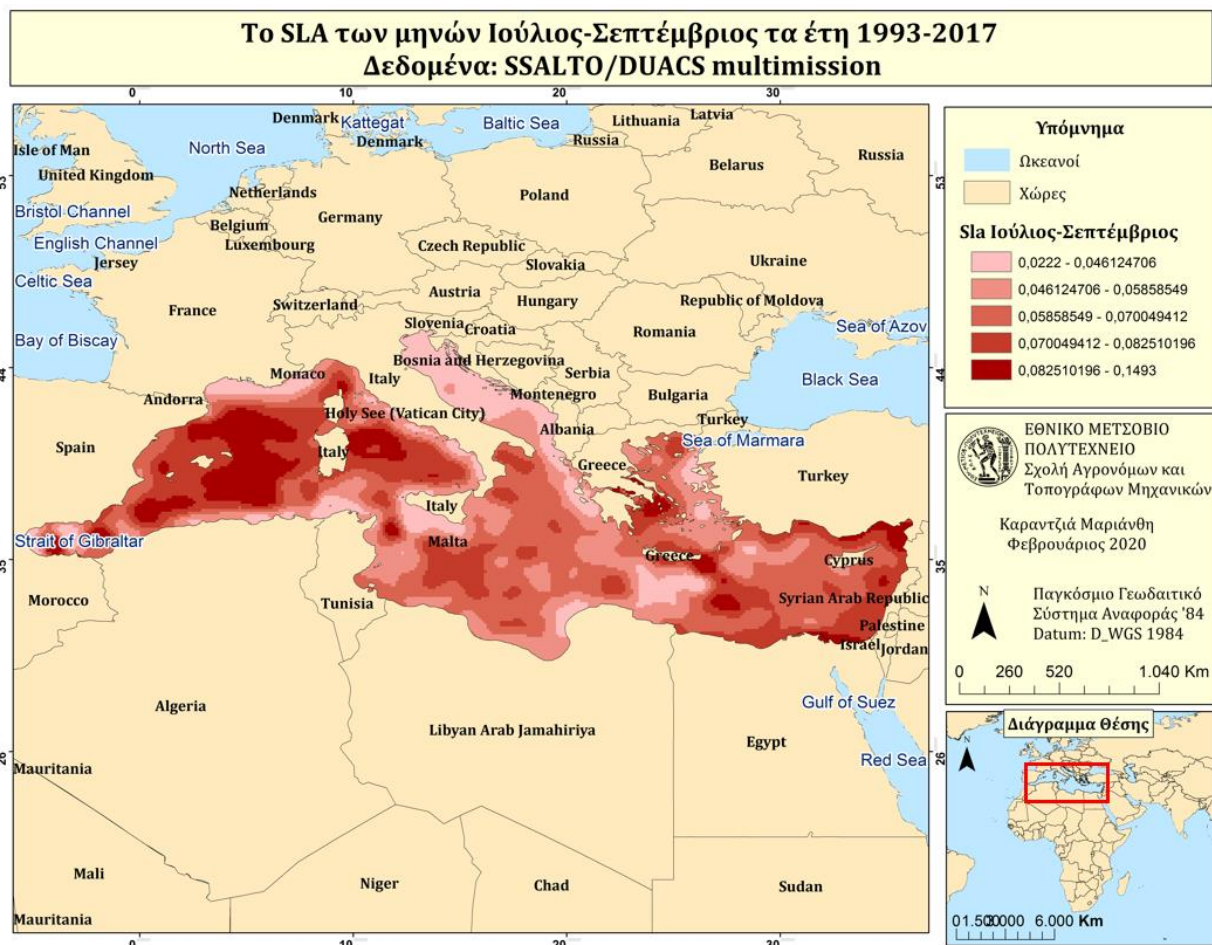 Το SLA των μηνών Ιούλιος-Σεπτέμβριος τα έτη 1993-2017
Δεδομένα: SSALTO/DUACS multimission
0 10 20 30
Denmark
Kattegat
Baltic Sea
Lithuania
Latvia
Isle of Man
North Sea
Denmark
Russia
Russia
53
United Kingdom
Belarus
53
Netherlands
Poland
Bristol Channel
Belgium
Germany
English Channel
Luxembourg
Czech Republic
Jersey
Slovakia
Ukraine
Celtic Sea
Austria
France
Switzerland
Hungary
Republic of Moldova
Slovenia
Croatia
Romania
Sea of Azov
Bay of Biscay
Bosnia and Herzegovina
44
Monaco
Italy
Serbia
Black Sea
44
Andorra
Montenegro
Bulgaria
Holy See (Vatican City)
Albania
Turkey
Spain
Sea of Marmara
Italy
Greece
Turkey
Italy
Strait of Gibraltar
Malta
Greece
Cyprus
35
35
Morocco
Tunisia
Syrian Arab Republic
Palestine
Israel
Jordan
Algeria
Libyan Arab Jamahiriya
Gulf of Suez
Egypt
26
Red Sea
26
Mauritania
Mali
Niger
Chad
Sudan
Mauritania
0 10 20 30
Υπόμνημα
Ωκεανοί
Χώρες
Sla Ιούλιος-Σεπτέμβριος
0,0222 - 0,046124706
0,046124706 - 0,05858549
0,05858549 - 0,070049412
0,070049412 - 0,082510196
0,082510196 - 0,1493
ΕΘΝΙΚΟ ΜΕΤΣΟΒΙΟ
ΠΟΛΥΤΕΧΝΕΙΟ
Σχολή Αγρονόμων και
Τοπογράφων Μηχανικών
Καραντζιά Μαριάνθη
Φεβρουάριος 2020
N
Παγκόσμιο Γεωδαιτικό
Σύστημα Αναφοράς '84
Datum: D_WGS 1984
0 260 520 1.040 Km
Διάγραμμα Θέσης
N
6.000 Km